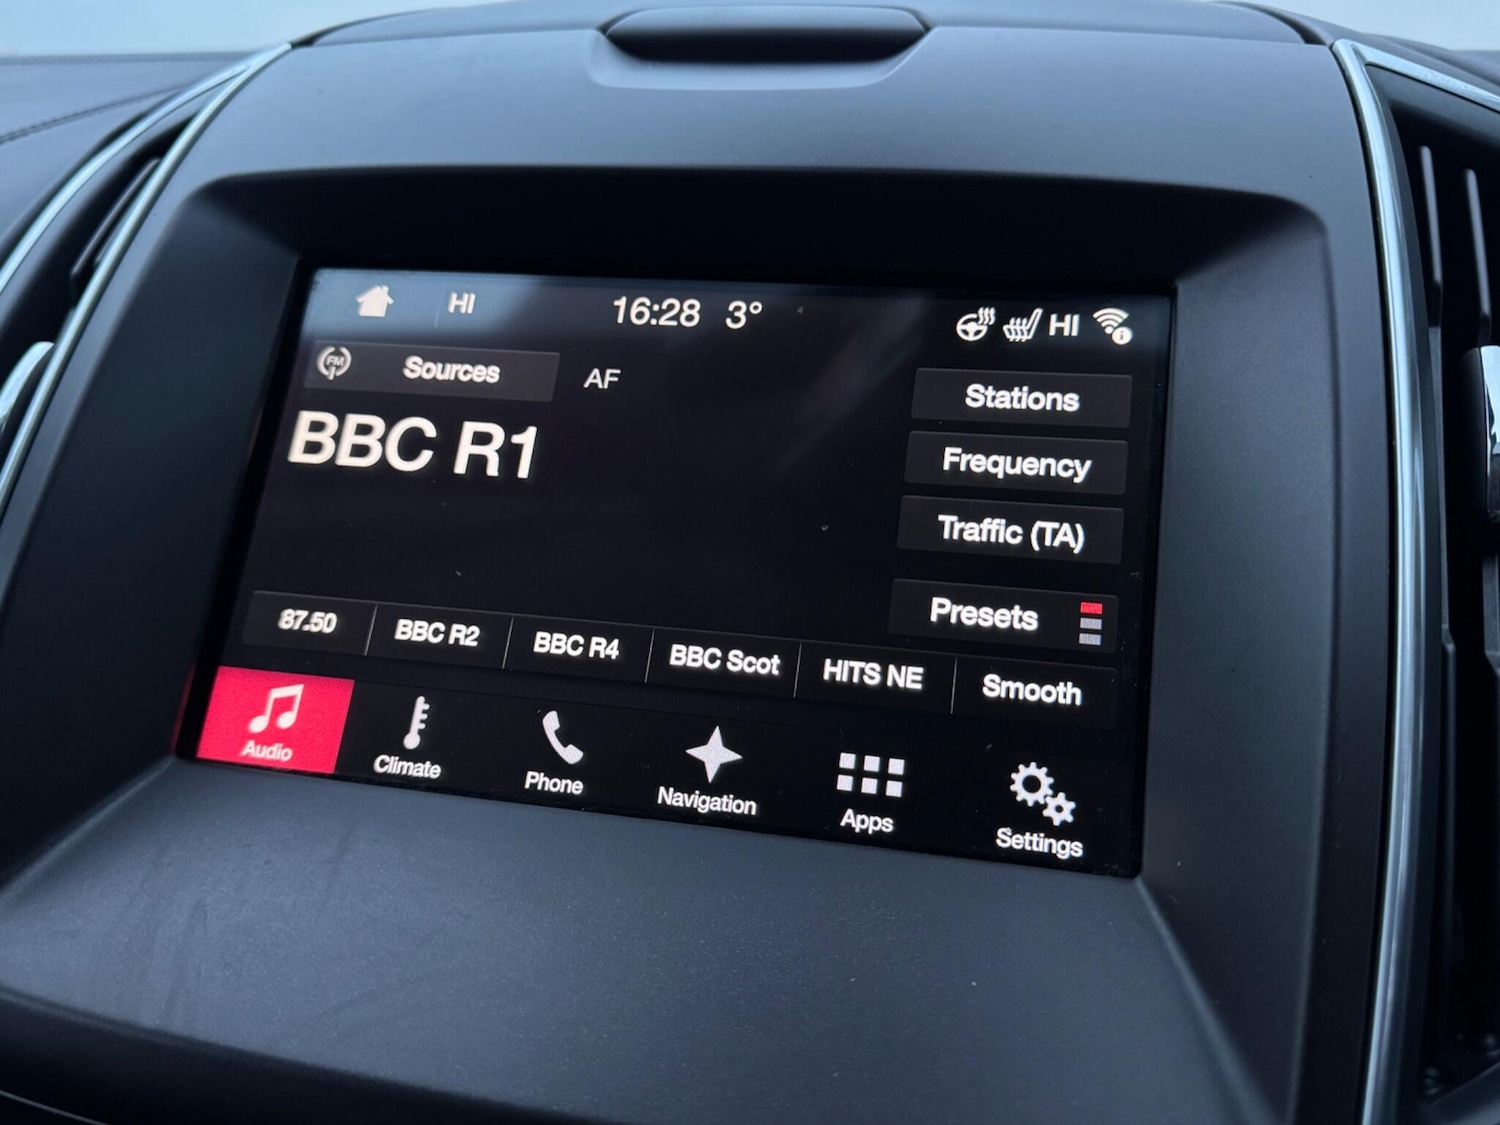 HI 16:28 3° HI
FM Sources AF
Stations
BBC R1
Frequency
Traffic (TA)
Presets
87.50 BBC R2 BBC R4 BBC Scot HITS NE Smooth
Audio Climate Phone Navigation Apps Settings